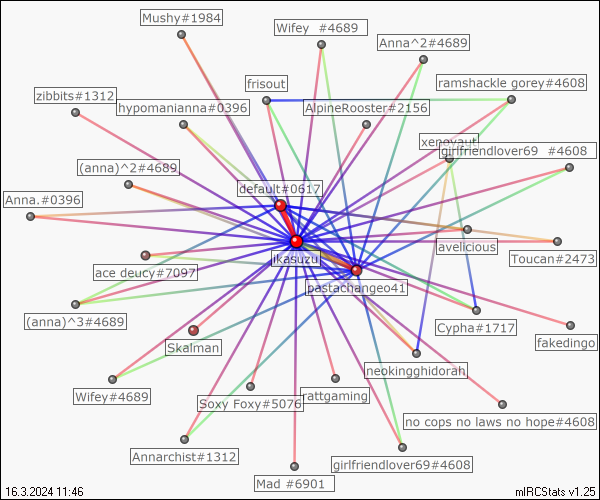 Mushy#1984
Wifey #4689
Anna^2#4689
frisout
ramshackle gorey#4608
zibbits#1312
hypomanianna#0396
AlpineRooster#2156
xenovaut
girlfriendlover69 #4608
(anna)^2#4689
default#0617
Anna.#0396
avelicious
jkasuzu
Toucan#2473
ace deucy#7097
pastachangeo41
(anna)^3#4689
Cypha#1717
fakedingo
Skalman
neokingghidorah
Wifey#4689
Soxy Foxy#5076
rattgaming
no cops no laws no hope#4608
Annarchist#1312
girlfriendlover69#4608
Mad #6901
16.3.2024 11:46
mIRCStats v1.25